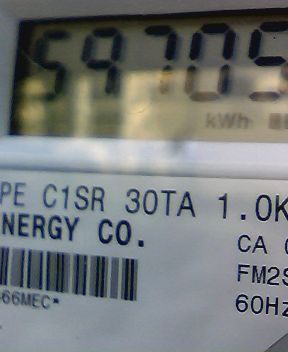 59705
kWh
PE C1SR 30TA 1.0K
NERGY CO.
CA
FM2S
66MEC*
60Hz